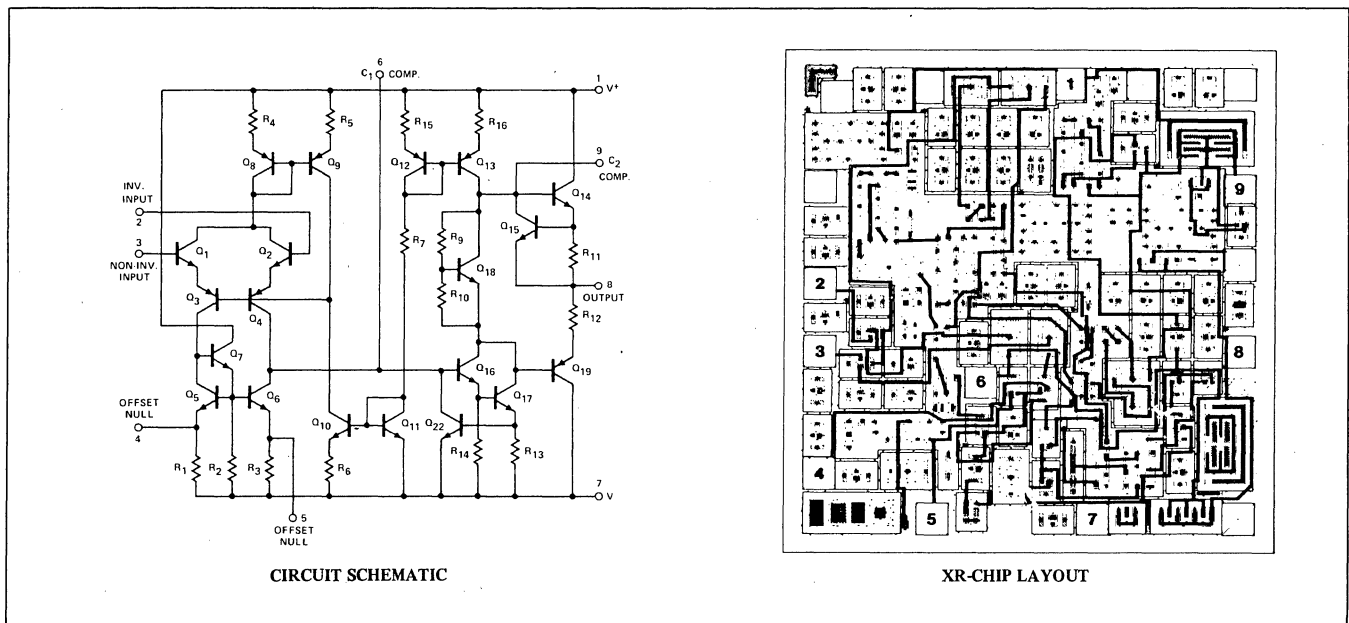 6
C1 COMP.
1
V+
R4
R5
R15
R16
Q8
Q9
Q12
Q13
9
C2
COMP.
Q14
INV.
INPUT
2
Q15
3
NON-INV.
INPUT
Q1
Q2
R7
R9
R11
Q18
R10
8
OUTPUT
Q3
Q4
R12
Q7
Q16
Q19
OFFSET
NULL
4
Q5
Q6
Q17
Q10
Q11
Q22
R1
R2
R3
R6
R14
R13
7
V
5
OFFSET
NULL
CIRCUIT SCHEMATIC
1
9
2
3
8
6
4
5
7
XR-CHIP LAYOUT